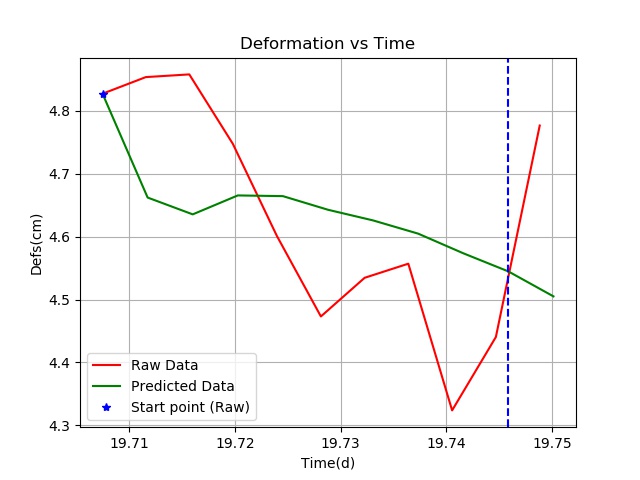 Deformation vs Time
Defs(cm)
4.8
4.7
4.6
4.5
4.4
4.3
Raw Data
Predicted Data
Start point (Raw)
19.71 19.72 19.73 19.74 19.75
Time(d)